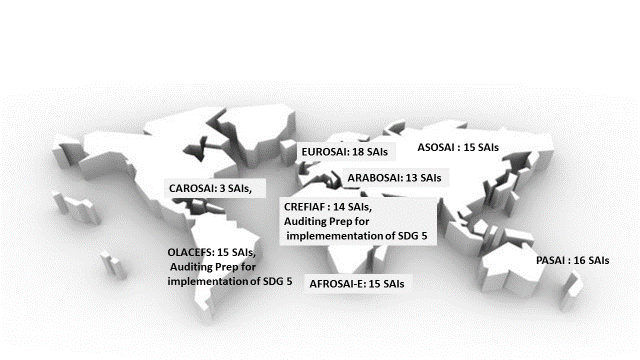 EUROSAI: 18 SAIs
ASOSAI : 15 SAIs
ARABOSAI: 13 SAIs
CAROSAI: 3 SAIs,
CREFIAF : 14 SAIs,
Auditing Prep for
implemementation of SDG 5
OLACEFS: 15 SAIs,
Auditing Prep for
implementation of SDG 5
PASAI : 16 SAIs
AFROSAI-E: 15 SAIs